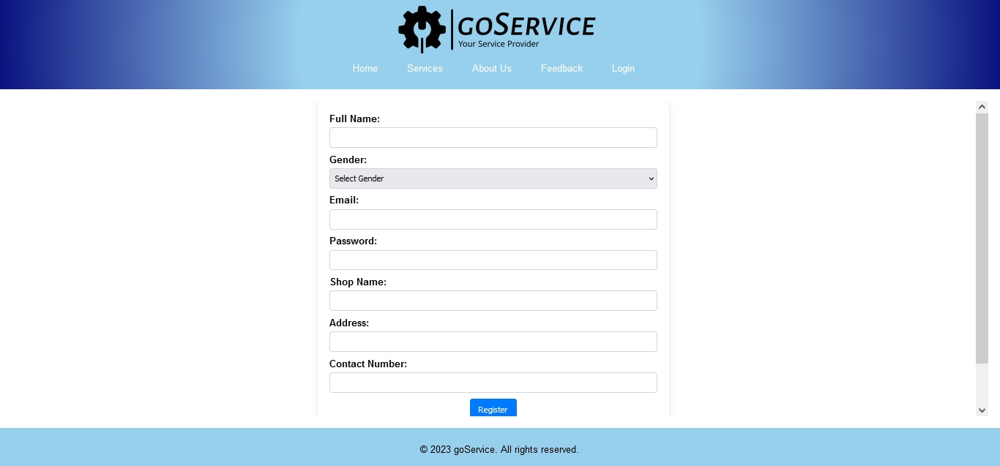 goService
Your Service Provider
Home Services About Us Feedback Login
Full Name:
Gender:
Select Gender
Email:
Password:
Shop Name:
Address:
Contact Number:
Register
© 2023 goService. All rights reserved.